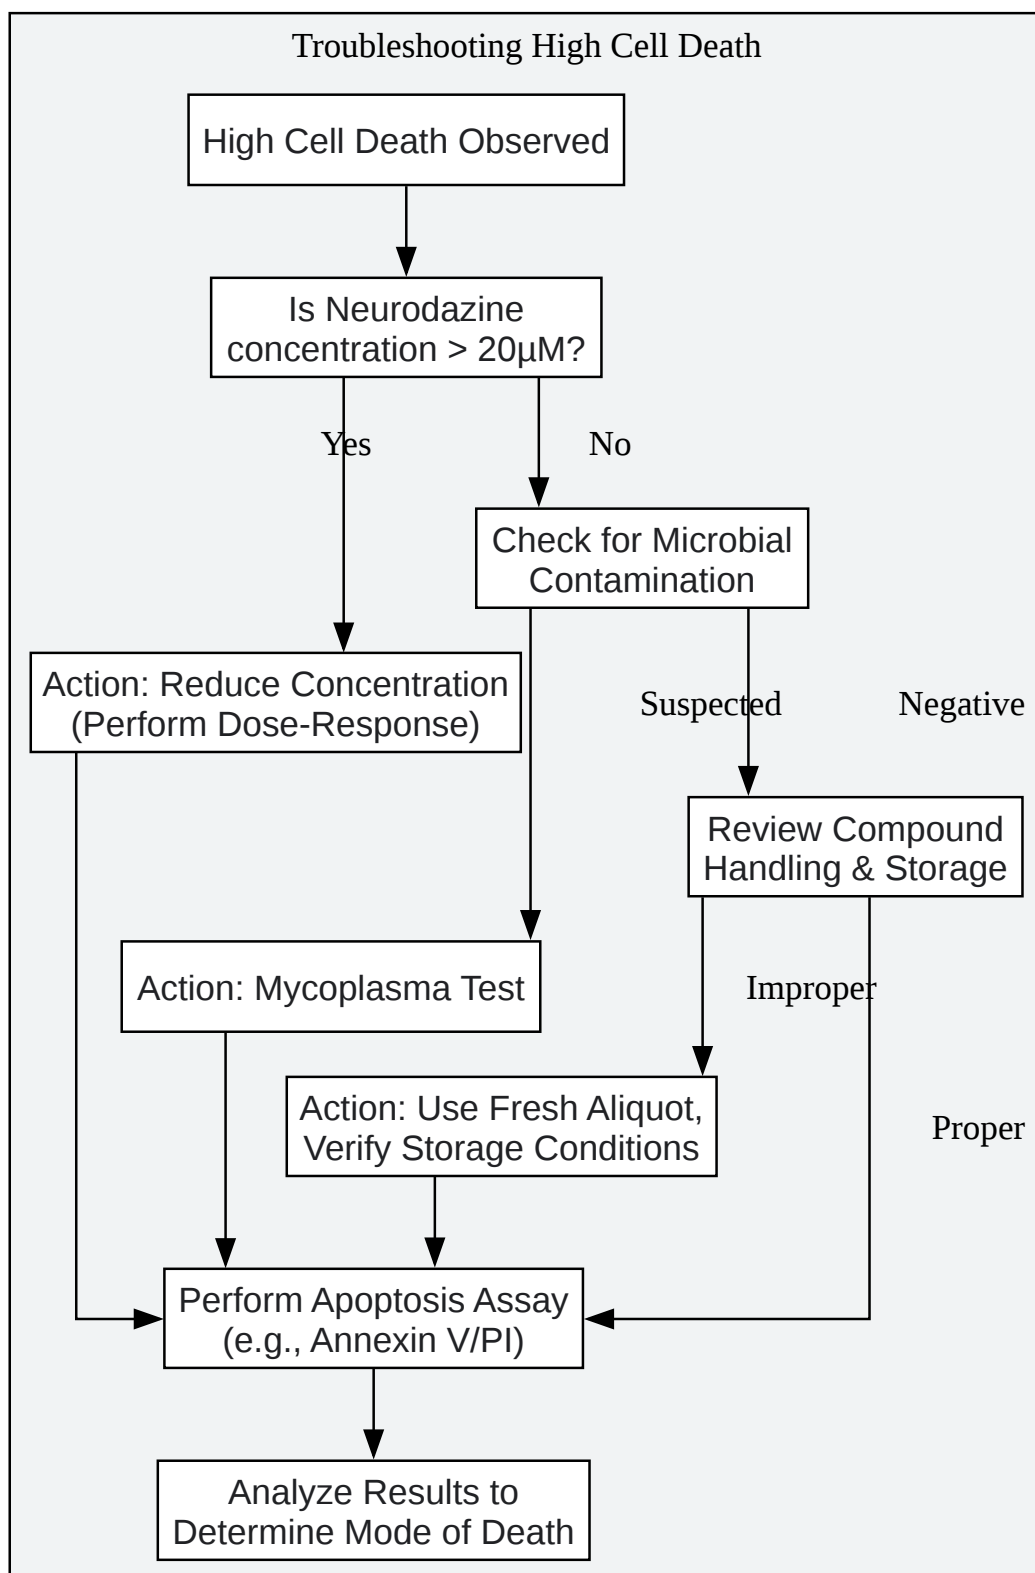 Troubleshooting High Cell Death
High Cell Death Observed
Is Neurodazine
concentration > 20µM?
Yes
No
Check for Microbial
Contamination
Action: Reduce Concentration
(Perform Dose-Response)
Suspected
Negative
Review Compound
Handling & Storage
Action: Mycoplasma Test
Improper
Action: Use Fresh Aliquot,
Verify Storage Conditions
Proper
Perform Apoptosis Assay
(e.g., Annexin V/PI)
Analyze Results to
Determine Mode of Death